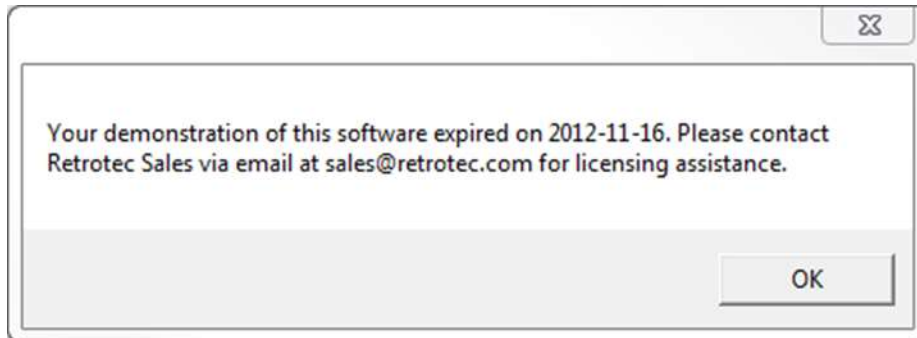 Your demonstration of this software expired on 2012-11-16. Please contact
Retrotec Sales via email at sales@retrotec.com for licensing assistance.
OK